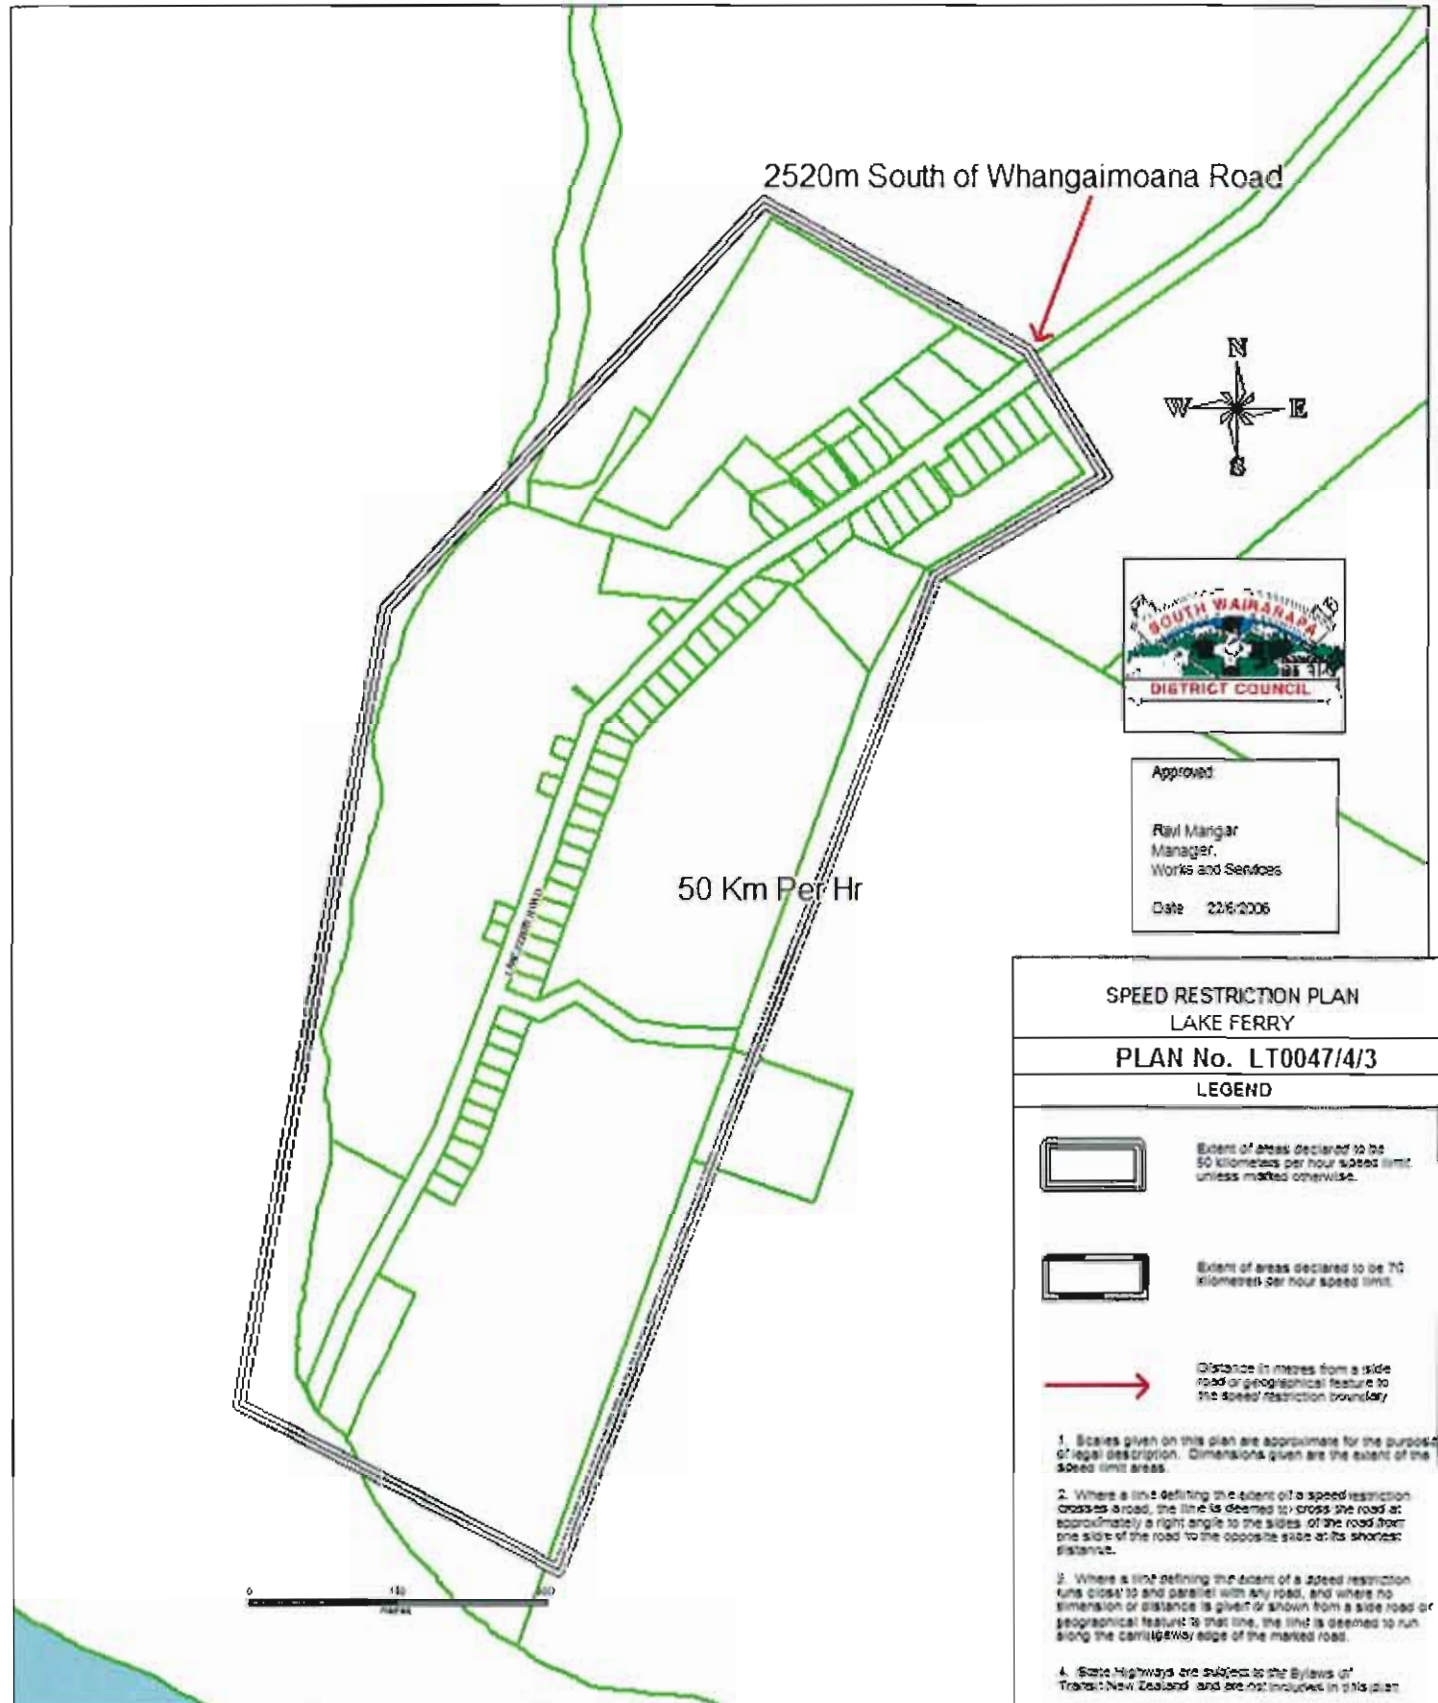 2520m South of Whangaimoana Road
N
W
E
S
SOUTH WAIRARAPA
DISTRICT COUNCIL
Approved
Ravi Mangar
Manager,
Works and Services
Date 22/6/2006
50 Km Per Hr
SPEED RESTRICTION PLAN
LAKE FERRY
PLAN No. LT0047/4/3
LEGEND
Extent of areas declared to be
50 kilometres per hour speed limit
unless marked otherwise.
Extent of areas declared to be 70
kilometres per hour speed limit.
Distance in metres from a side
road or geographical feature to
the speed restriction boundary
1. Scales given on this plan are approximate for the purpose
of legal description. Dimensions given are the extent of the
speed limit areas.
2. Where a line defining the extent of a speed restriction
crosses a road, the line is deemed to cross the road at
approximately a right angle to the sides of the road from
one side of the road to the opposite side at its shortest
distance.
3. Where a line defining the extent of a speed restriction
runs close to and parallel with any road, and where no
dimension or distance is given or shown from a side road or
geographical feature to that line, the line is deemed to run
along the carriageway edge of the marked road.
4. State Highways are subject to the Bylaws of
Transit New Zealand and are not included in this plan
0